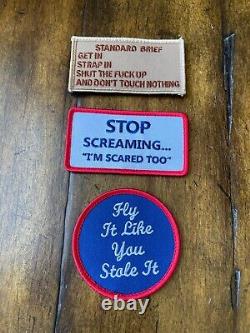 STANDARD BRIEF
GET IN
STRAP IN
SHUT THE FUCK UP
AND DON'T TOUCH NOTHING
STOP
SCREAMING...
"I'M SCARED TOO"
Fly
It Like
You
Stole It